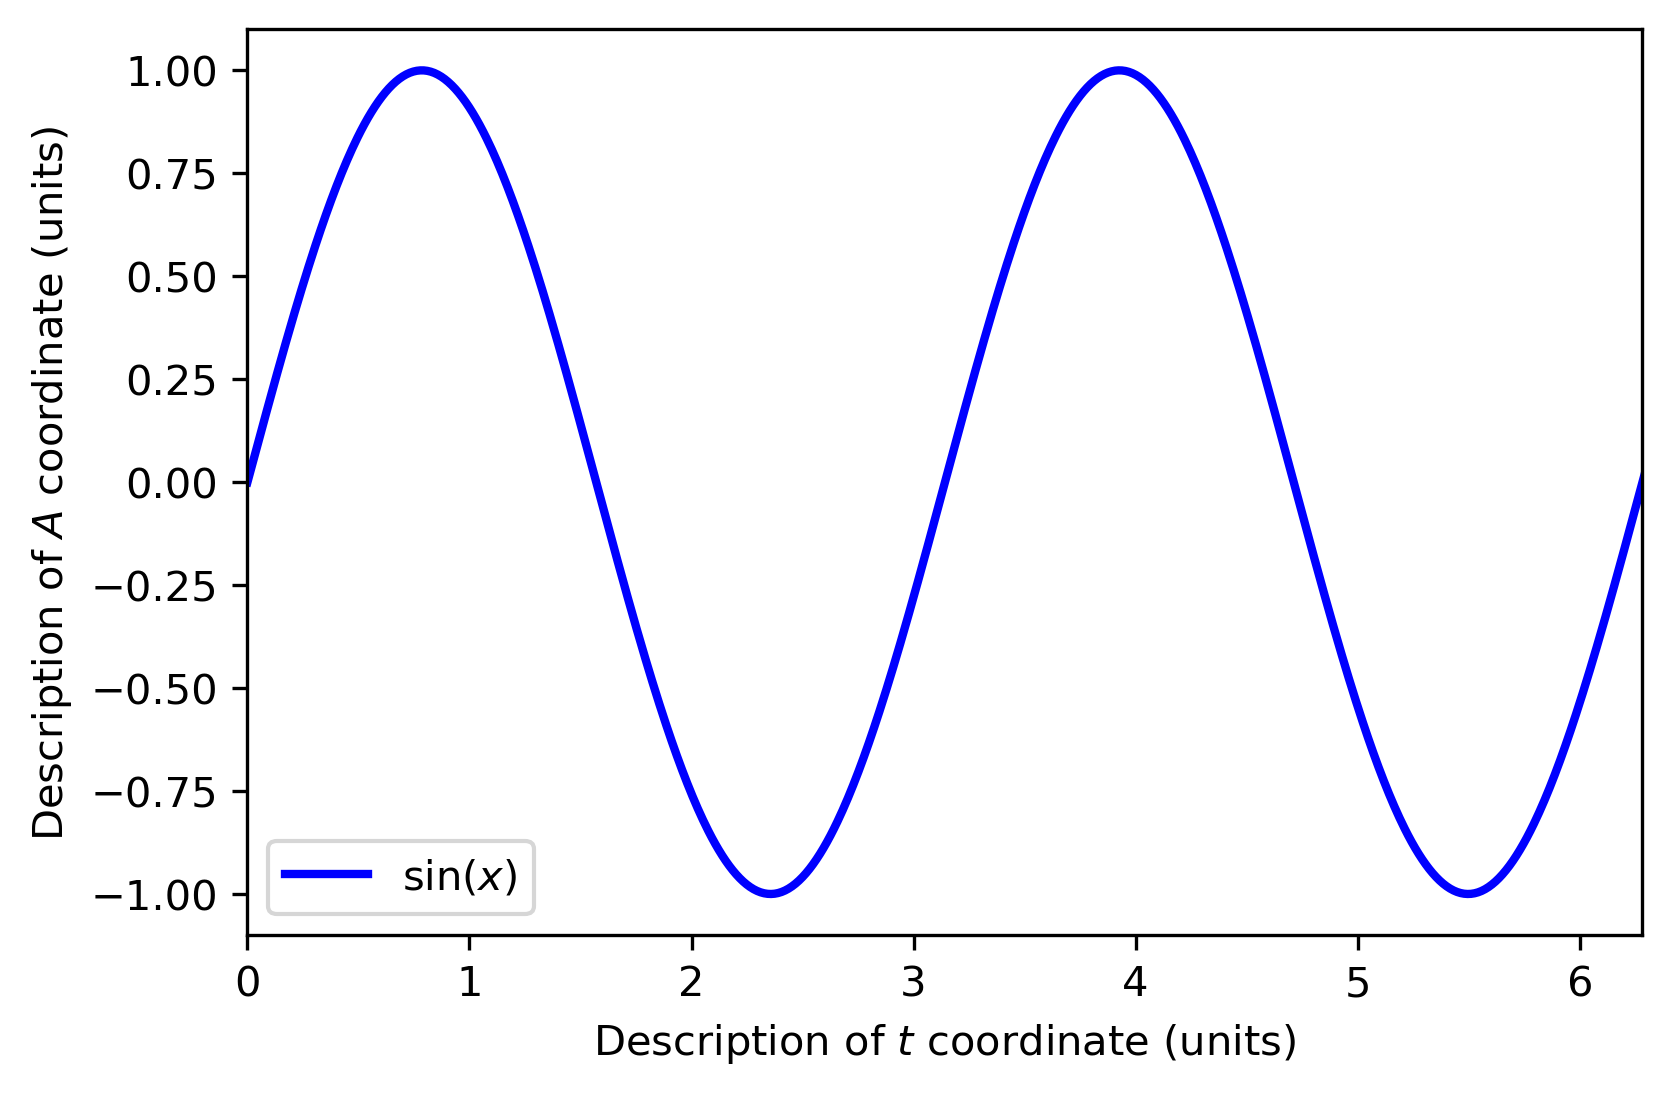 Description of A coordinate (units)
1.00
0.75
0.50
0.25
0.00
−0.25
−0.50
−0.75
−1.00
sin(x)
0 1 2 3 4 5 6
Description of t coordinate (units)